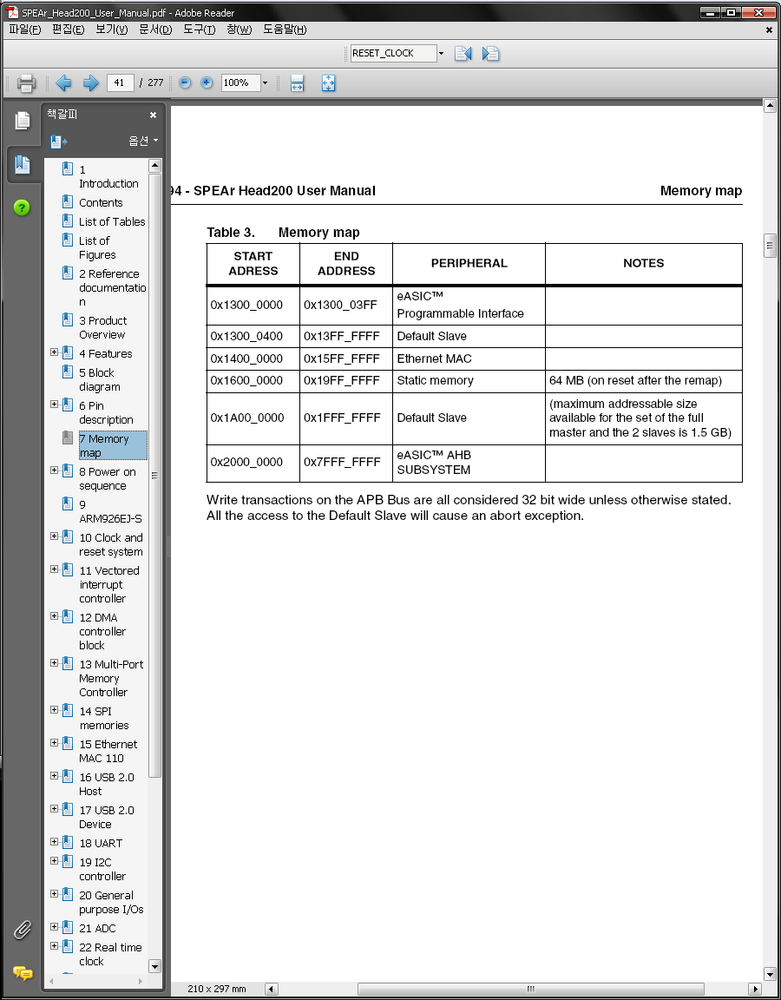 SPEAr_Head200_User_Manual.pdf - Adobe Reader
파일(F) 편집(E) 보기(V) 문서(D) 도구(T) 창(W) 도움말(H)
RESET_CLOCK
41 / 277 100%
책갈피
옵션
1
Introduction
Contents
List of Tables
List of
Figures
2 Reference
documentatio
n
3 Product
Overview
4 Features
5 Block
diagram
6 Pin
description
7 Memory
map
8 Power on
sequence
9
ARM926EJ-S
10 Clock and
reset system
11 Vectored
interrupt
controller
12 DMA
controller
block
13 Multi-Port
Memory
Controller
14 SPI
memories
15 Ethernet
MAC 110
16 USB 2.0
Host
17 USB 2.0
Device
18 UART
19 I2C
controller
20 General
purpose I/Os
21 ADC
22 Real time
clock
94 - SPEAr Head200 User Manual Memory map
Table 3. Memory map
START
ADRESS
END
ADDRESS
PERIPHERAL
NOTES
0x1300_0000 0x1300_03FF eASIC™
Programmable Interface
0x1300_0400 0x13FF_FFFF Default Slave
0x1400_0000 0x15FF_FFFF Ethernet MAC
0x1600_0000 0x19FF_FFFF Static memory 64 MB (on reset after the remap)
0x1A00_0000 0x1FFF_FFFF Default Slave (maximum addressable size
available for the set of the full
master and the 2 slaves is 1.5 GB)
0x2000_0000 0x7FFF_FFFF eASIC™ AHB
SUBSYSTEM
Write transactions on the APB Bus are all considered 32 bit wide unless otherwise stated.
All the access to the Default Slave will cause an abort exception.
210 x 297 mm